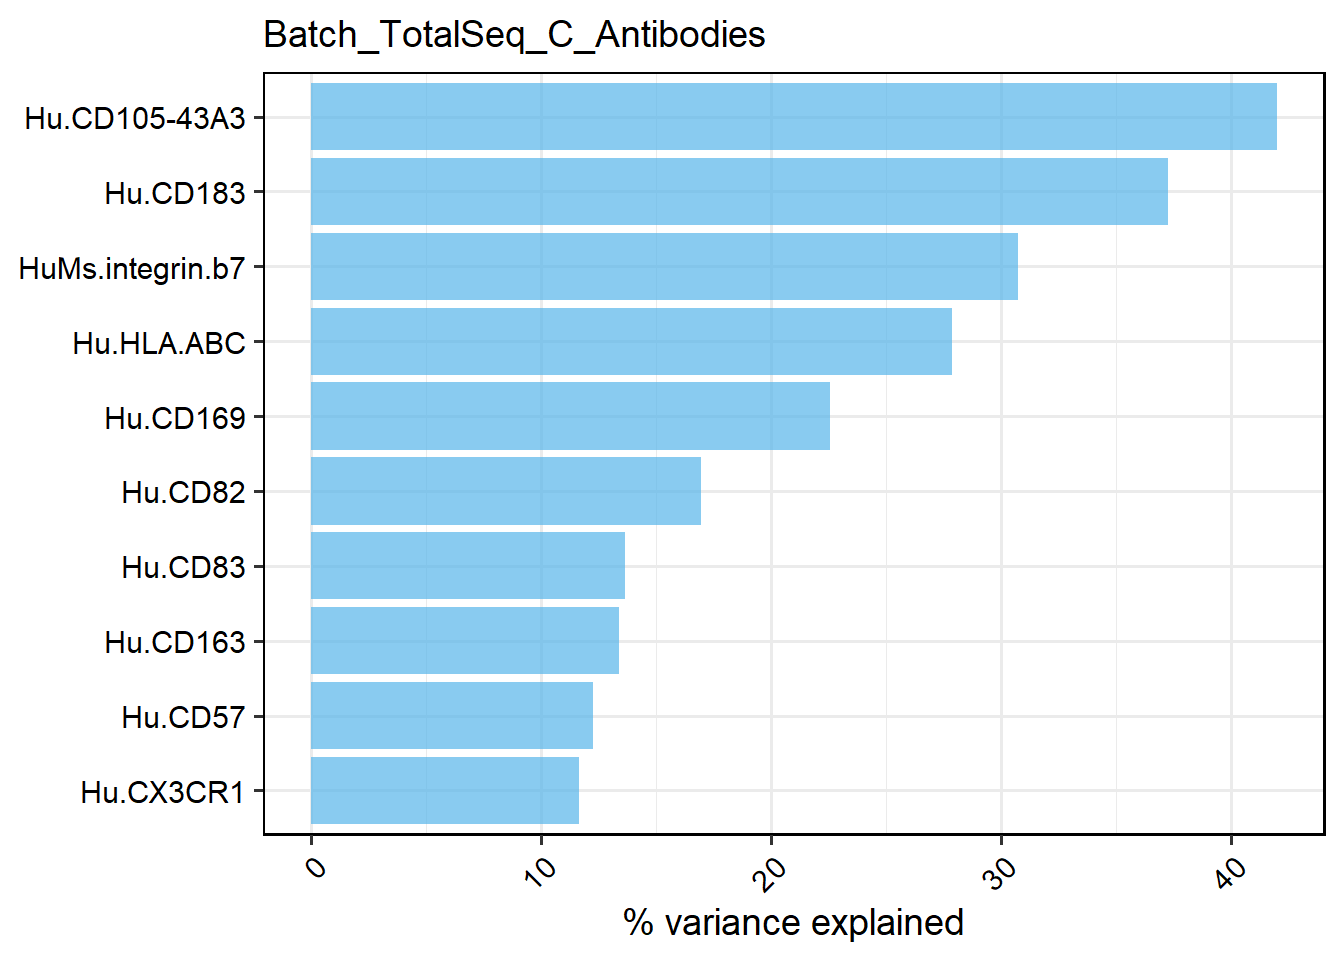 Batch_TotalSeq_C_Antibodies
Hu.CD105-43A3
Hu.CD183
HuMs.integrin.b7
Hu.HLA.ABC
Hu.CD169
Hu.CD82
Hu.CD83
Hu.CD163
Hu.CD57
Hu.CX3CR1
0 10 20 30 40
% variance explained